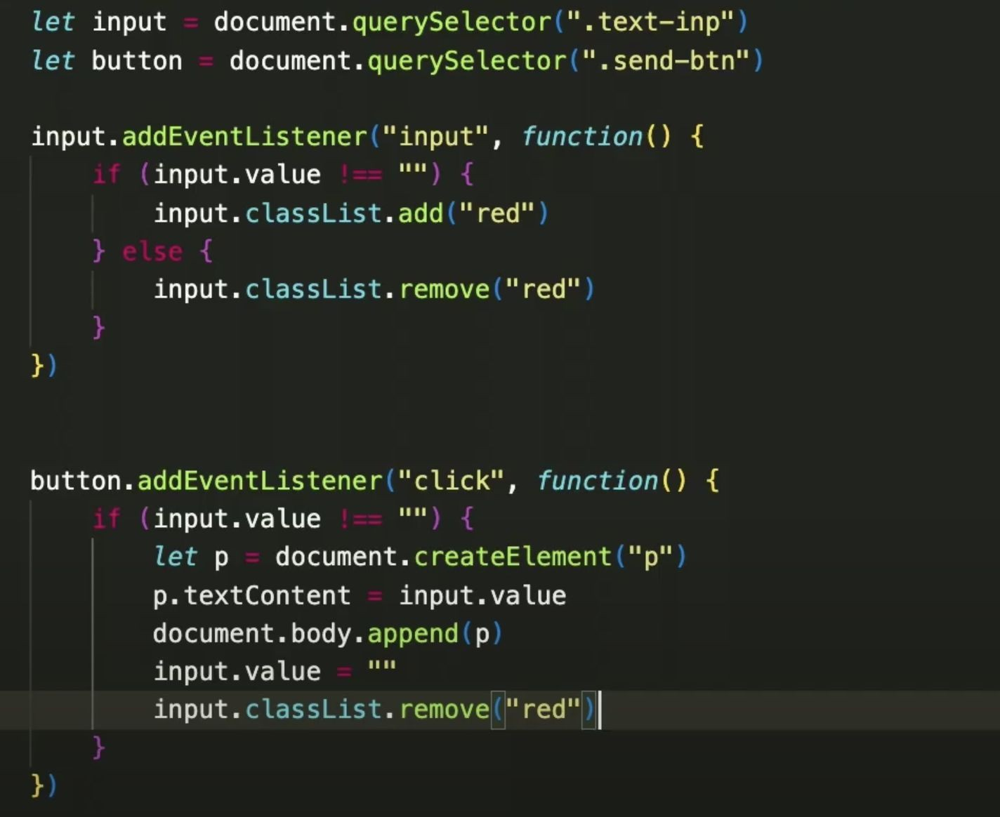 let input = document.querySelector(".text-inp")
let button = document.querySelector(".send-btn")

input.addEventListener("input", function() {
    if (input.value !== "") {
        input.classList.add("red")
    } else {
        input.classList.remove("red")
    }
})

button.addEventListener("click", function() {
    if (input.value !== "") {
        let p = document.createElement("p")
        p.textContent = input.value
        document.body.append(p)
        input.value = ""
        input.classList.remove("red")
    }
})